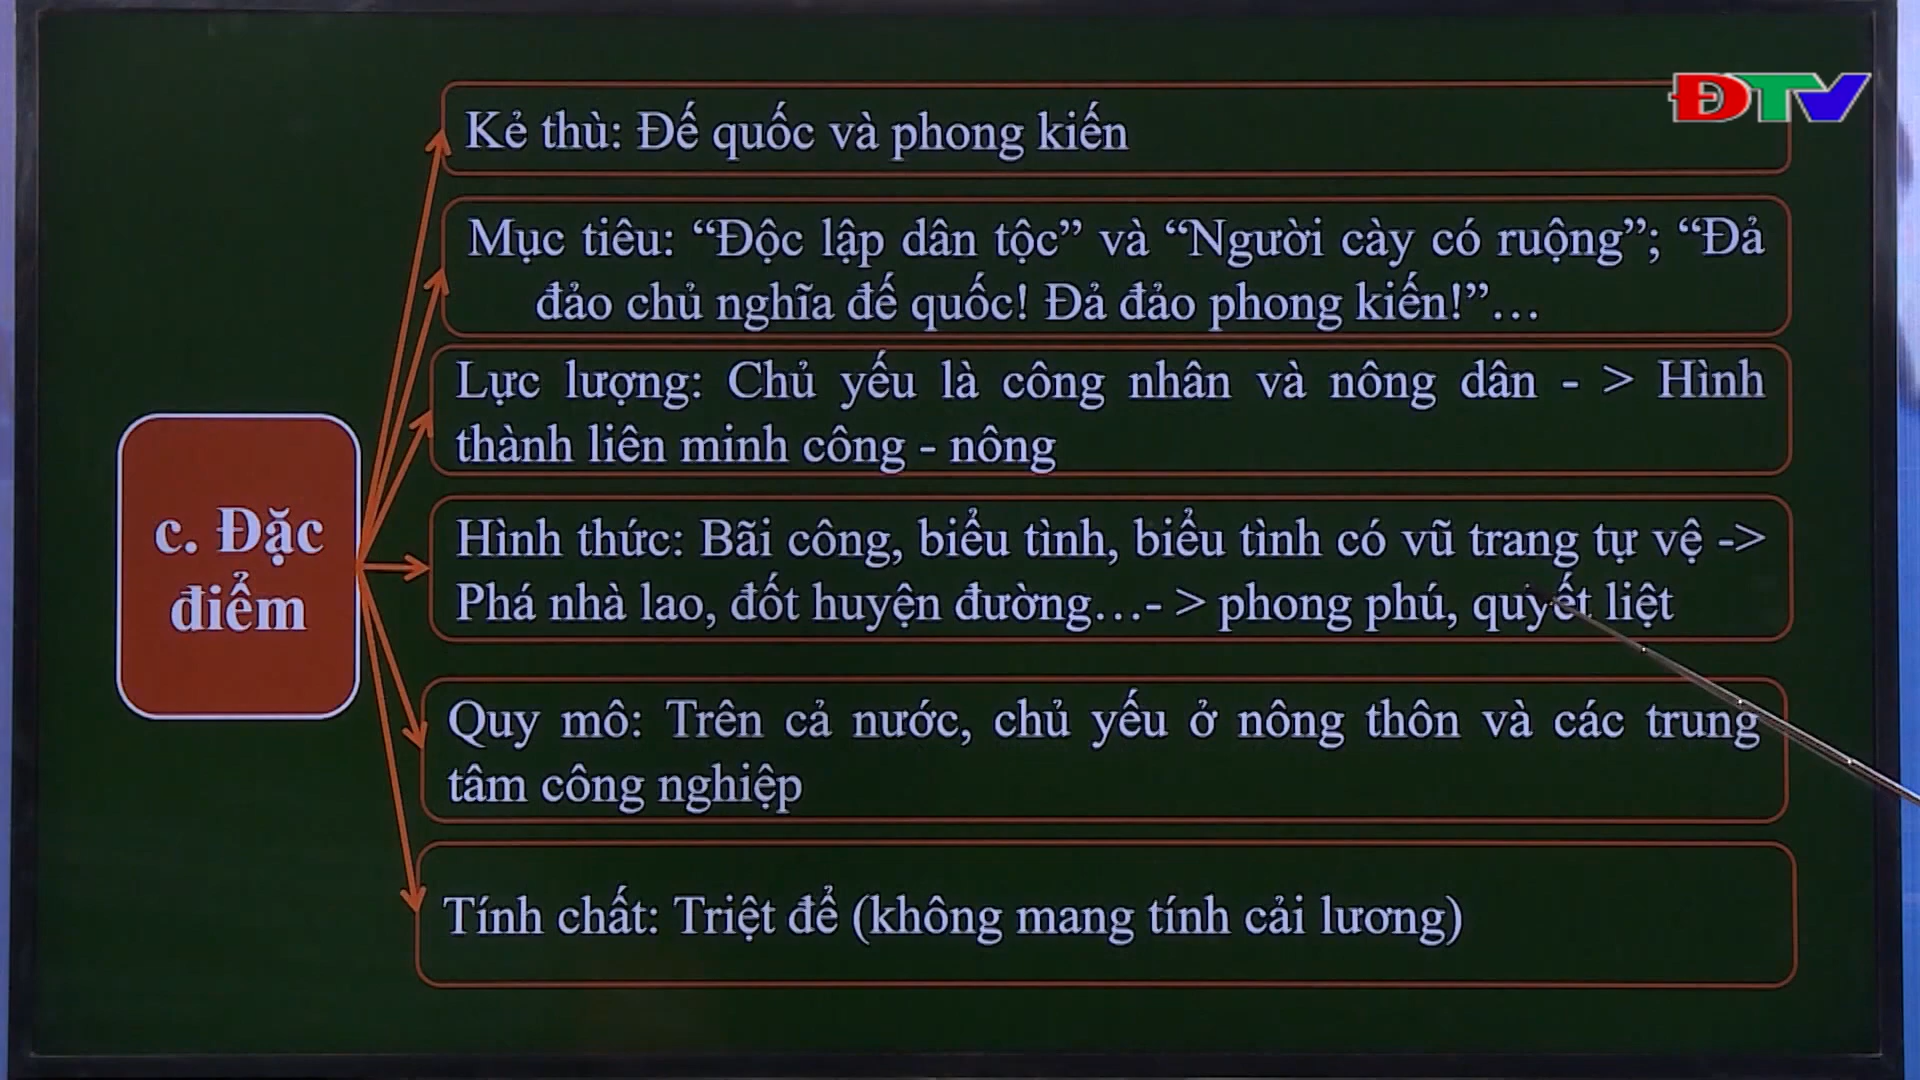 ĐTV
Kẻ thù: Đế quốc và phong kiến
Mục tiêu: “Độc lập dân tộc” và “Người cày có ruộng”; “Đả
đảo chủ nghĩa đế quốc! Đả đảo phong kiến!”…
Lực lượng: Chủ yếu là công nhân và nông dân - > Hình
thành liên minh công - nông
c. Đặc
điểm
Hình thức: Bãi công, biểu tình, biểu tình có vũ trang tự vệ ->
Phá nhà lao, đốt huyện đường…- > phong phú, quyết liệt
Quy mô: Trên cả nước, chủ yếu ở nông thôn và các trung
tâm công nghiệp
Tính chất: Triệt để (không mang tính cải lương)